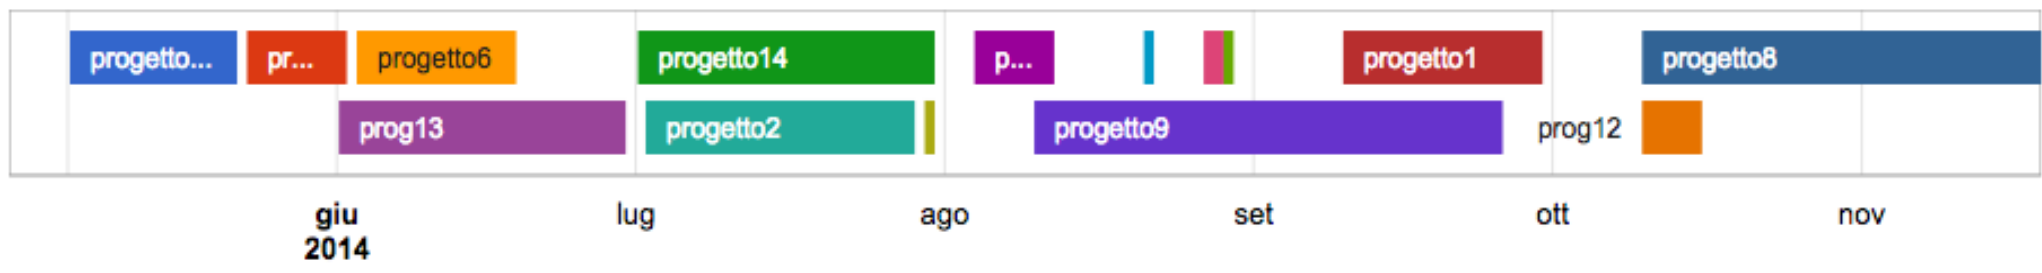 progetto... pr... progetto6 progetto14 p... progetto1 progetto8
prog13 progetto2 progetto9 prog12
giu lug ago set ott nov
2014